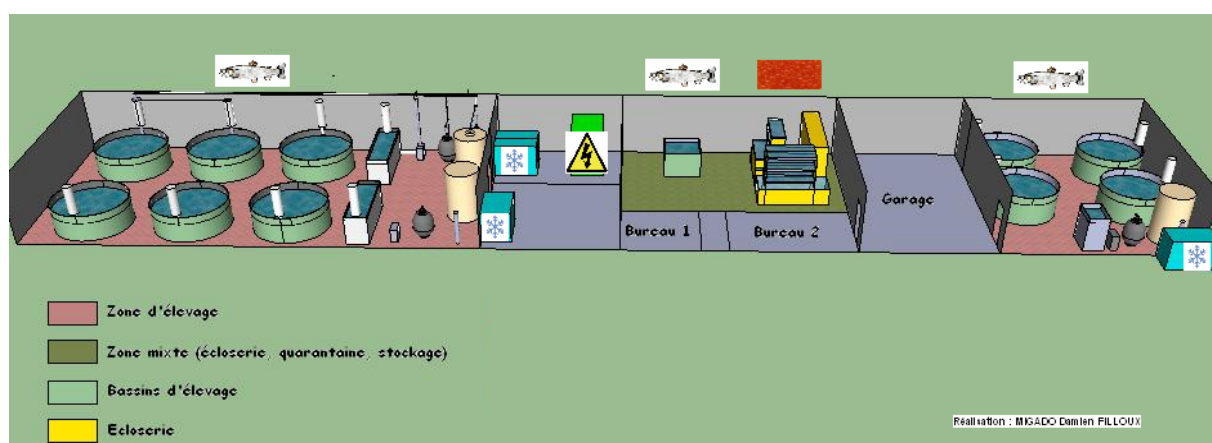 Garage
Bureau 1
Bureau 2
Zone d'élevage
Zone mixte (écloserie, quarantaine, stockage)
Bassins d'élevage
Ecloserie
Réalisation : MIGADO Damien FILLOUX